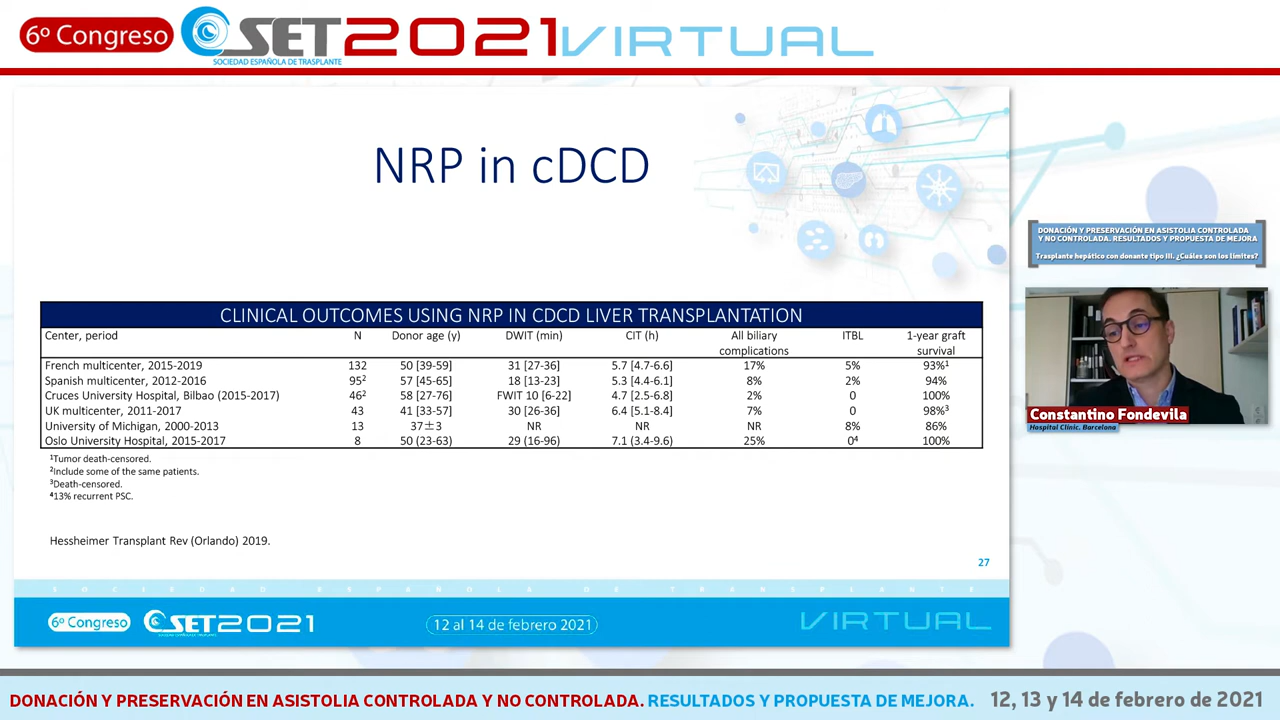 6º Congreso SET2021 VIRTUAL
SOCIEDAD ESPAÑOLA DE TRASPLANTE
NRP in cDCD
CLINICAL OUTCOMES USING NRP IN CDCD LIVER TRANSPLANTATION
Center, period N Donor age (y) DWIT (min) CIT (h) All biliary complications ITBL 1-year graft survival
French multicenter, 2015-2019 132 50 [39-59] 31 [27-36] 5.7 [4.7-6.6] 17% 5% 93%¹
Spanish multicenter, 2012-2016 95² 57 [45-65] 18 [13-23] 5.3 [4.4-6.1] 8% 2% 94%
Cruces University Hospital, Bilbao (2015-2017) 46² 58 [27-76] FWIT 10 [6-22] 4.7 [2.5-6.8] 2% 0 100%
UK multicenter, 2011-2017 43 41 [33-57] 30 [26-36] 6.4 [5.1-8.4] 7% 0 98%³
University of Michigan, 2000-2013 13 37±3 NR NR NR 8% 86%
Oslo University Hospital, 2015-2017 8 50 (23-63) 29 (16-96) 7.1 (3.4-9.6) 25% 0⁴ 100%
¹Tumor death-censored.
²Include some of the same patients.
³Death-censored.
⁴13% recurrent PSC.
Hessheimer Transplant Rev (Orlando) 2019.
27
SOCIEDAD ESPAÑOLA DE TRASPLANTE
6º Congreso SET2021 12 al 14 de febrero 2021 VIRTUAL
DONACIÓN Y PRESERVACIÓN EN ASISTOLIA CONTROLADA
Y NO CONTROLADA. RESULTADOS Y PROPUESTA DE MEJORA
Trasplante hepático con donante tipo III. ¿Cuáles son los límites?
Constantino Fondevila
Hospital Clínic. Barcelona
DONACIÓN Y PRESERVACIÓN EN ASISTOLIA CONTROLADA Y NO CONTROLADA. RESULTADOS Y PROPUESTA DE MEJORA. 12, 13 y 14 de febrero de 2021